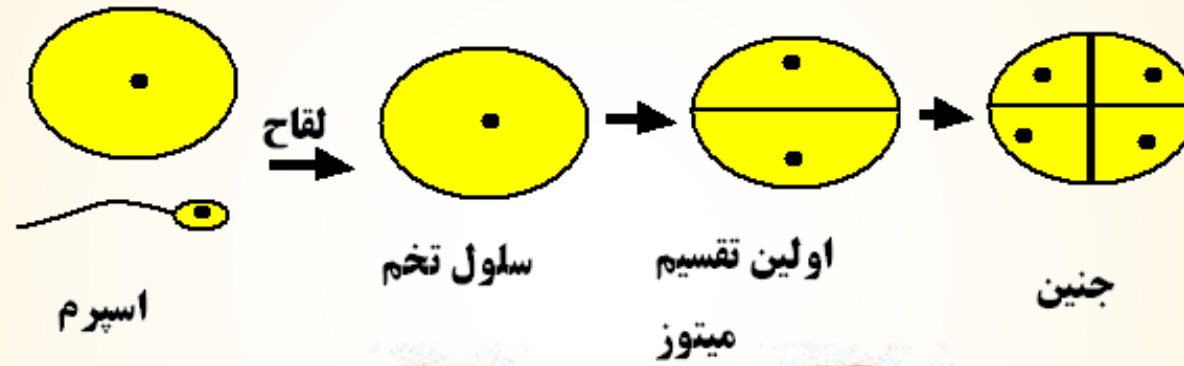 لقاح
اسپرم
سلول تخم
اولین تقسیم
میتوز
جنین